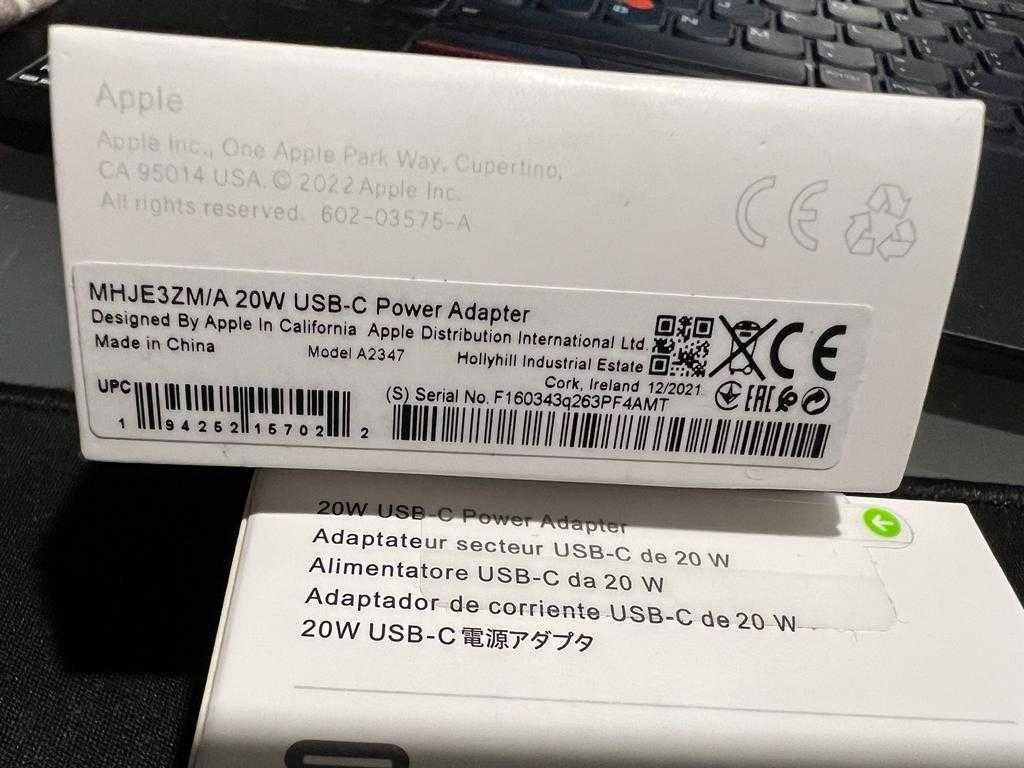 Apple
Apple Inc., One Apple Park Way, Cupertino,
CA 95014 USA. © 2022 Apple Inc.
All rights reserved. 602-03575-A
MHJE3ZM/A 20W USB-C Power Adapter
Designed By Apple In California Apple Distribution International Ltd.
Made in China Model A2347 Hollyhill Industrial Estate
Cork, Ireland 12/2021
UPC (S) Serial No. F160343q263PF4AMT
1 94252 15702 2
CE
CE
EAC
20W USB-C Power Adapter
Adaptateur secteur USB-C de 20 W
Alimentatore USB-C da 20 W
Adaptador de corriente USB-C de 20 W
20W USB-C電源アダプタ